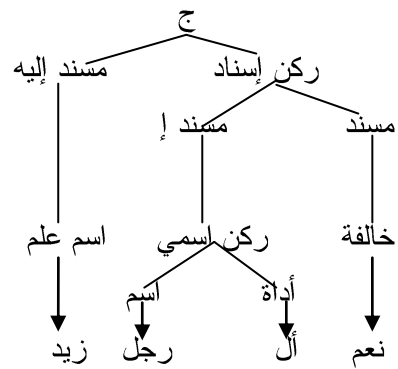 ج
ركن إسناد مسند إليه
مسند مسند إ
خالفة ركن اسمي اسم علم
أداة اسم
نعم أل رجل زيد